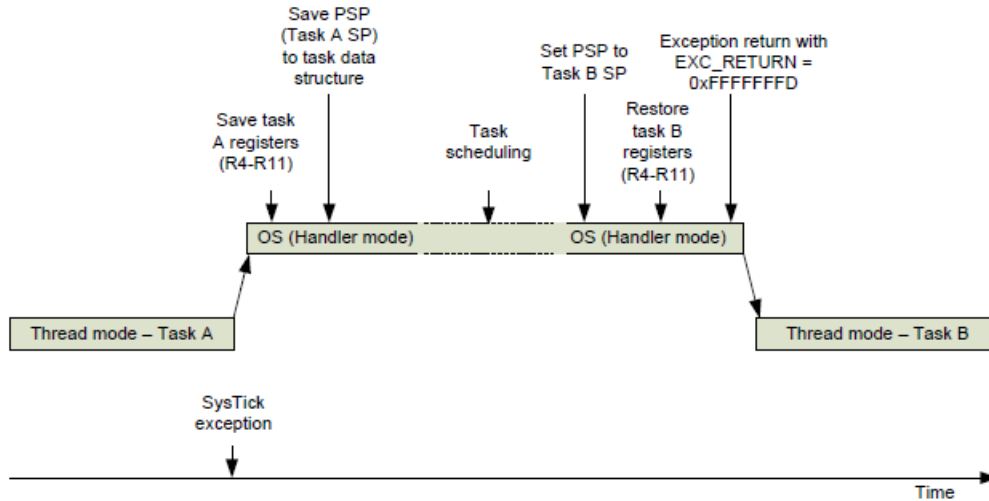 Save PSP
(Task A SP)
to task data
structure
Set PSP to
Task B SP
Exception return with
EXC_RETURN =
0xFFFFFFFD
Save task
A registers
(R4-R11)
Task
scheduling
Restore
task B
registers
(R4-R11)
OS (Handler mode)
OS (Handler mode)
Thread mode – Task A
Thread mode – Task B
SysTick
exception
Time